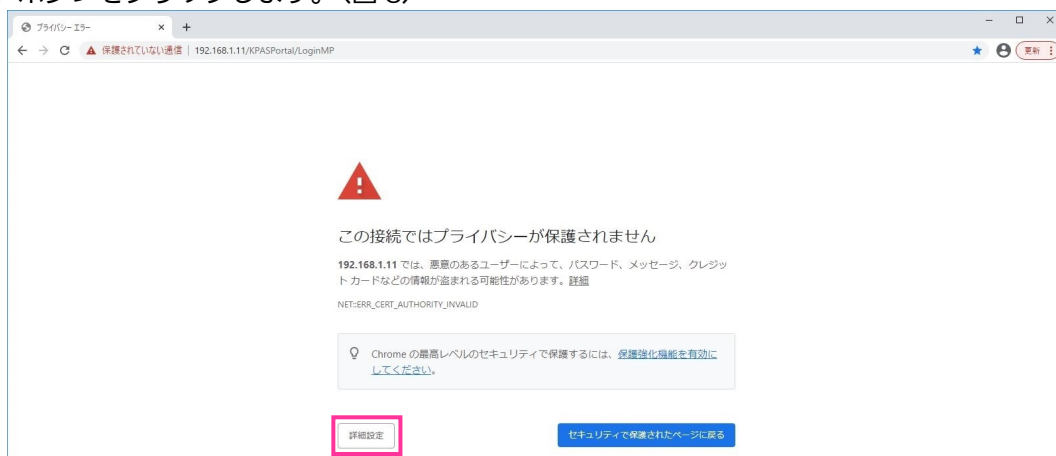 ボタンをクリックします。（図 8）
プライバシー エラー
保護されていない通信 | 192.168.1.11/KPASPortal/LoginMP
更新
この接続ではプライバシーが保護されません
192.168.1.11 では、悪意のあるユーザーによって、パスワード、メッセージ、クレジッ
ト カードなどの情報が盗まれる可能性があります。詳細
NET::ERR_CERT_AUTHORITY_INVALID
Chrome の最高レベルのセキュリティで保護するには、保護強化機能を有効に
してください。
詳細設定
セキュリティで保護されたページに戻る